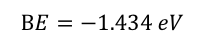 BE = −1.434 eV